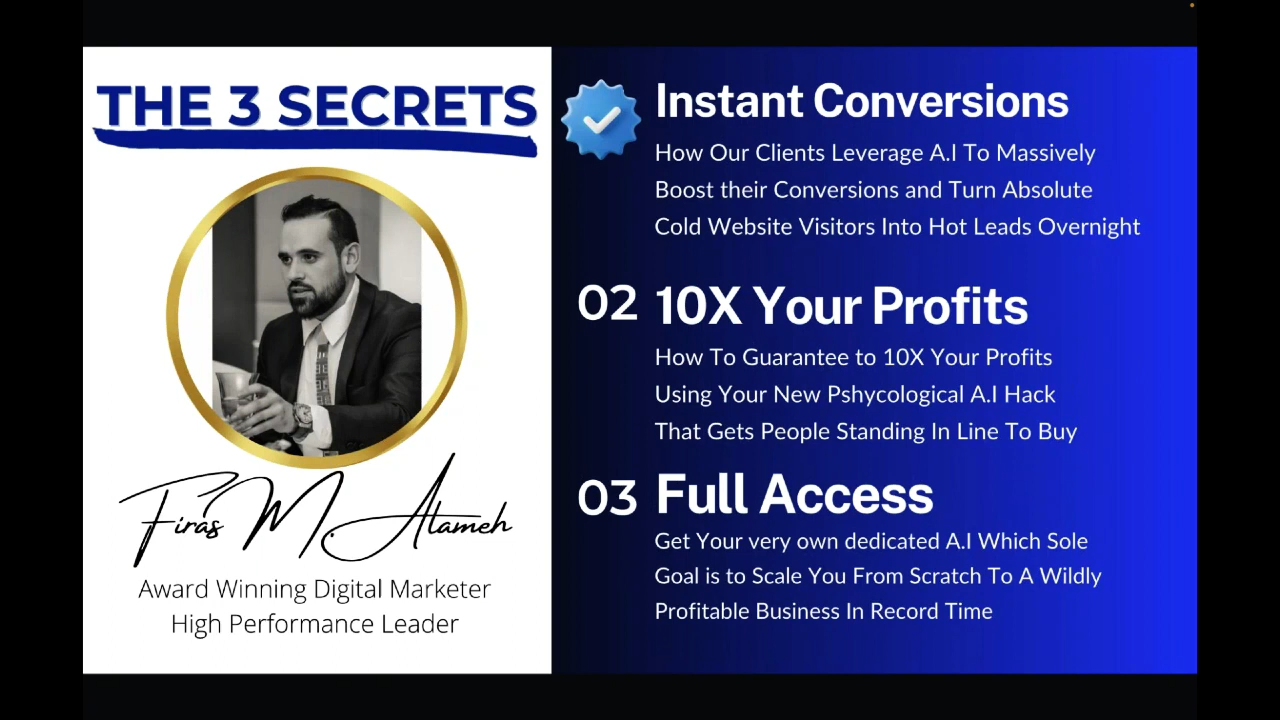 THE 3 SECRETS
Firas M. Alameh
Award Winning Digital Marketer
High Performance Leader
Instant Conversions
How Our Clients Leverage A.I To Massively
Boost their Conversions and Turn Absolute
Cold Website Visitors Into Hot Leads Overnight
02 10X Your Profits
How To Guarantee to 10X Your Profits
Using Your New Pshycological A.I Hack
That Gets People Standing In Line To Buy
03 Full Access
Get Your very own dedicated A.I Which Sole
Goal is to Scale You From Scratch To A Wildly
Profitable Business In Record Time